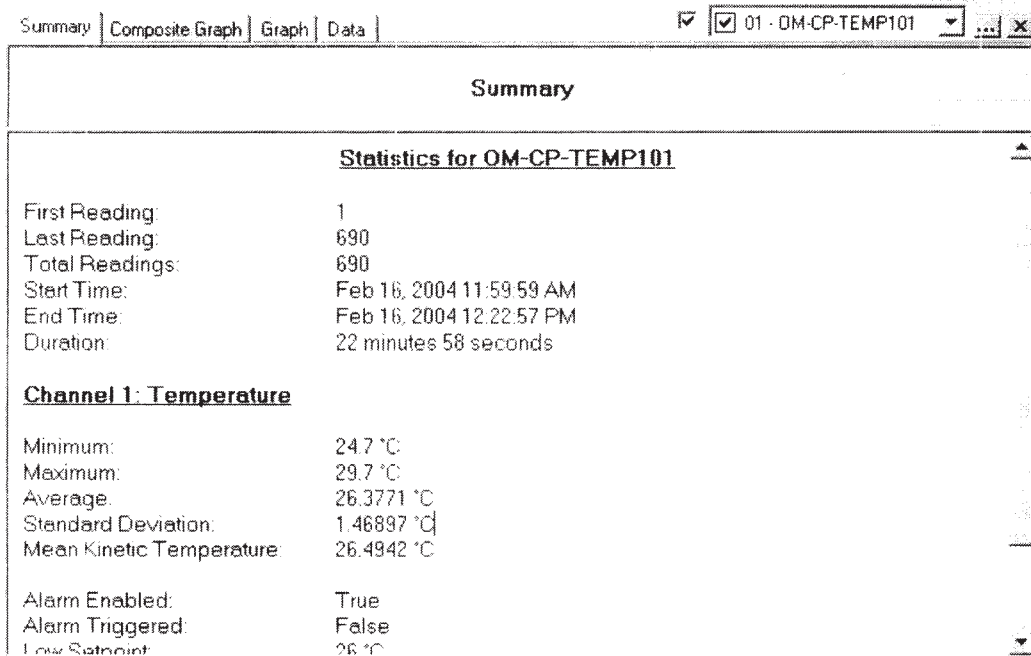 Summary Composite Graph Graph Data 01 - OM-CP-TEMP101 ...
Summary
Statistics for OM-CP-TEMP101
First Reading: 1
Last Reading: 690
Total Readings: 690
Start Time: Feb 16, 2004 11:59:59 AM
End Time: Feb 16, 2004 12:22:57 PM
Duration: 22 minutes 58 seconds
Channel 1: Temperature
Minimum: 24.7 °C
Maximum: 29.7 °C
Average: 26.3771 °C
Standard Deviation: 1.46897 °C
Mean Kinetic Temperature: 26.4942 °C
Alarm Enabled: True
Alarm Triggered: False
Low Setpoint: 26 °C